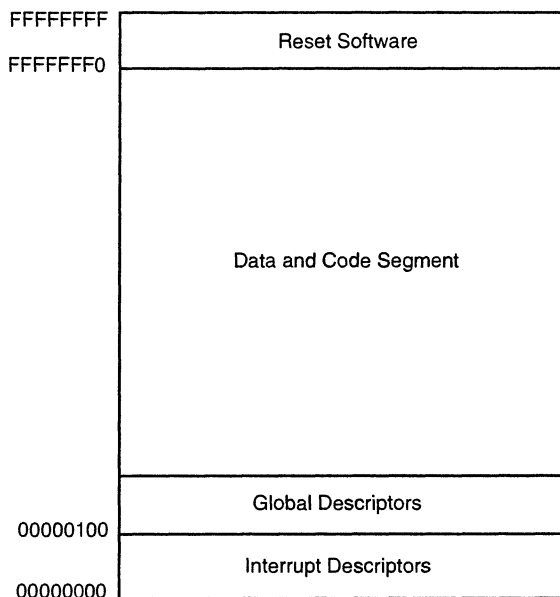 FFFFFFFF
Reset Software
FFFFFFF0
Data and Code Segment
Global Descriptors
00000100
Interrupt Descriptors
00000000